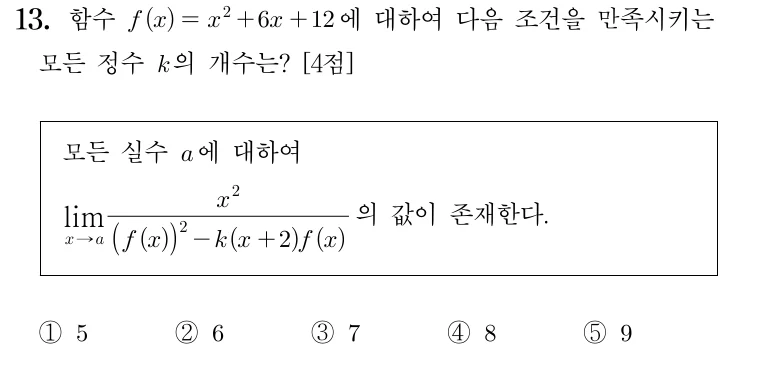 13. 함수 f(x) = x² + 6x + 12 에 대하여 다음 조건을 만족시키는
모든 정수 k의 개수는? [4점]
모든 실수 a에 대하여
lim_{x→a} x² / ((f(x))² − k(x+2)f(x)) 의 값이 존재한다.
① 5 ② 6 ③ 7 ④ 8 ⑤ 9